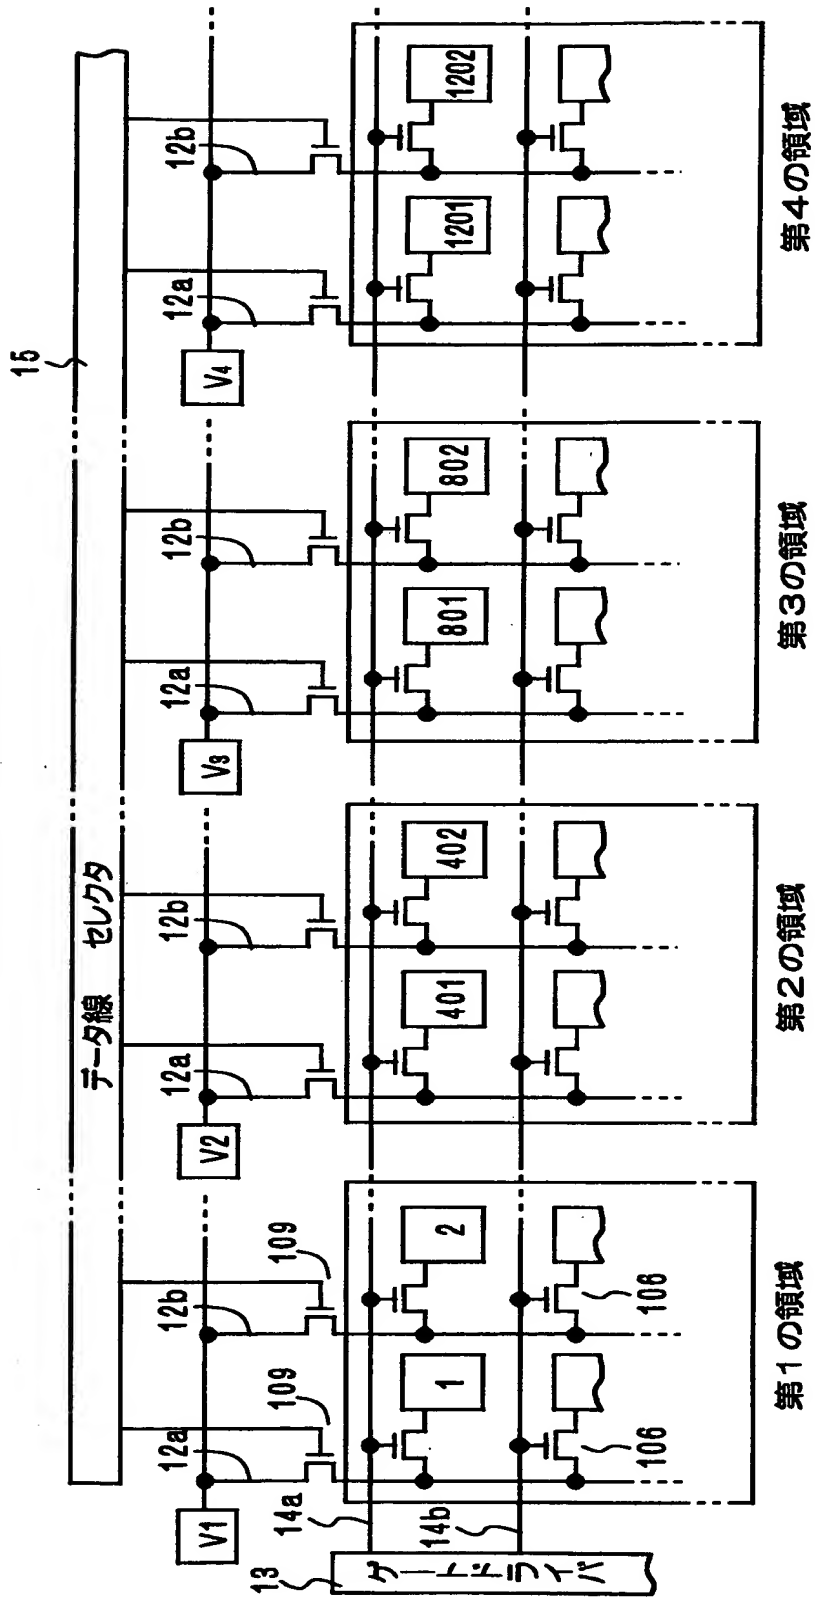 15
データ線 セレクタ
12a 12b 12a 12b 12a 12b 12a 12b
V1 V2 V3 V4
13
109 109
14a
ゲートドライバ
1 2 401 402 801 802 1201 1202
14b
106 106
第1の領域 第2の領域 第3の領域 第4の領域